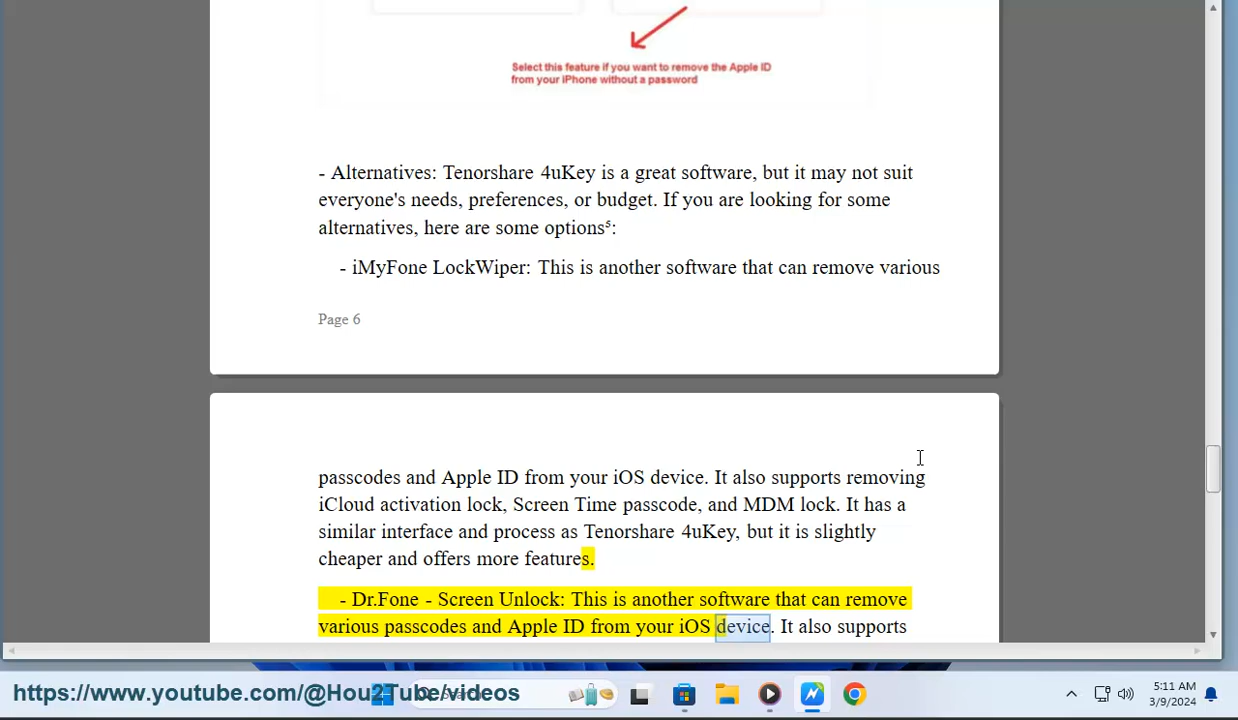 Select this feature if you want to remove the Apple ID
from your iPhone without a password
- Alternatives: Tenorshare 4uKey is a great software, but it may not suit
everyone's needs, preferences, or budget. If you are looking for some
alternatives, here are some options⁵:
- iMyFone LockWiper: This is another software that can remove various
Page 6
passcodes and Apple ID from your iOS device. It also supports removing
iCloud activation lock, Screen Time passcode, and MDM lock. It has a
similar interface and process as Tenorshare 4uKey, but it is slightly
cheaper and offers more features.
- Dr.Fone - Screen Unlock: This is another software that can remove
various passcodes and Apple ID from your iOS device. It also supports
https://www.youtube.com/@Hou2Tube/videos
5:11 AM
3/9/2024